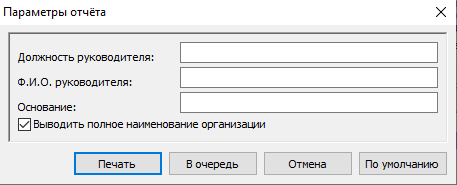 Параметры отчёта
Должность руководителя:
Ф.И.О. руководителя:
Основание:
Выводить полное наименование организации
Печать В очередь Отмена По умолчанию